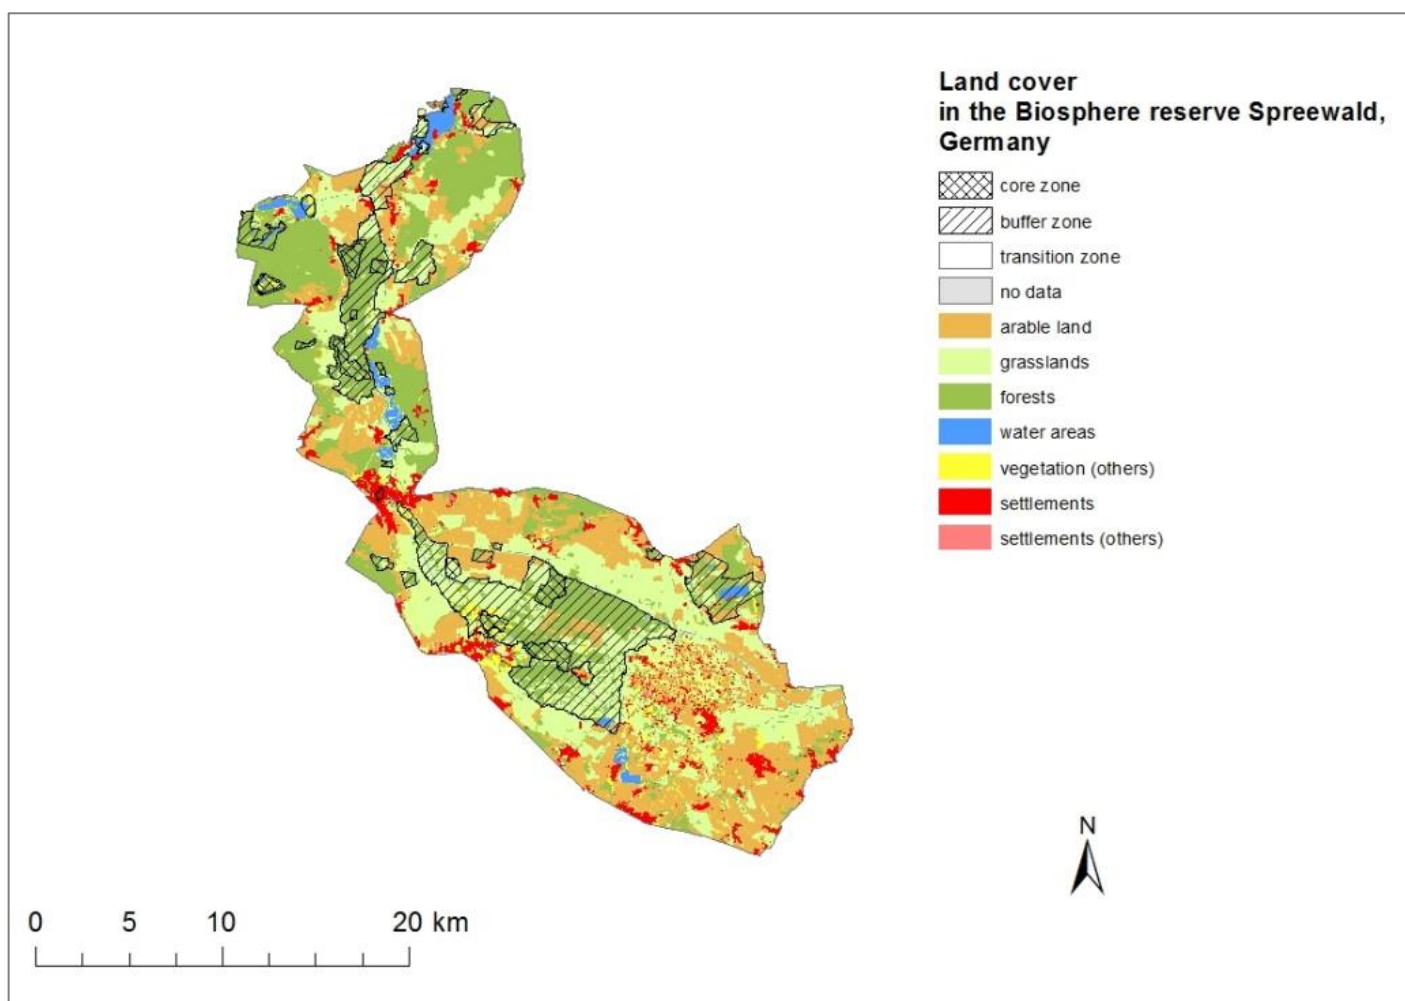 Land cover
in the Biosphere reserve Spreewald,
Germany
core zone
buffer zone
transition zone
no data
arable land
grasslands
forests
water areas
vegetation (others)
settlements
settlements (others)
N
0 5 10 20 km